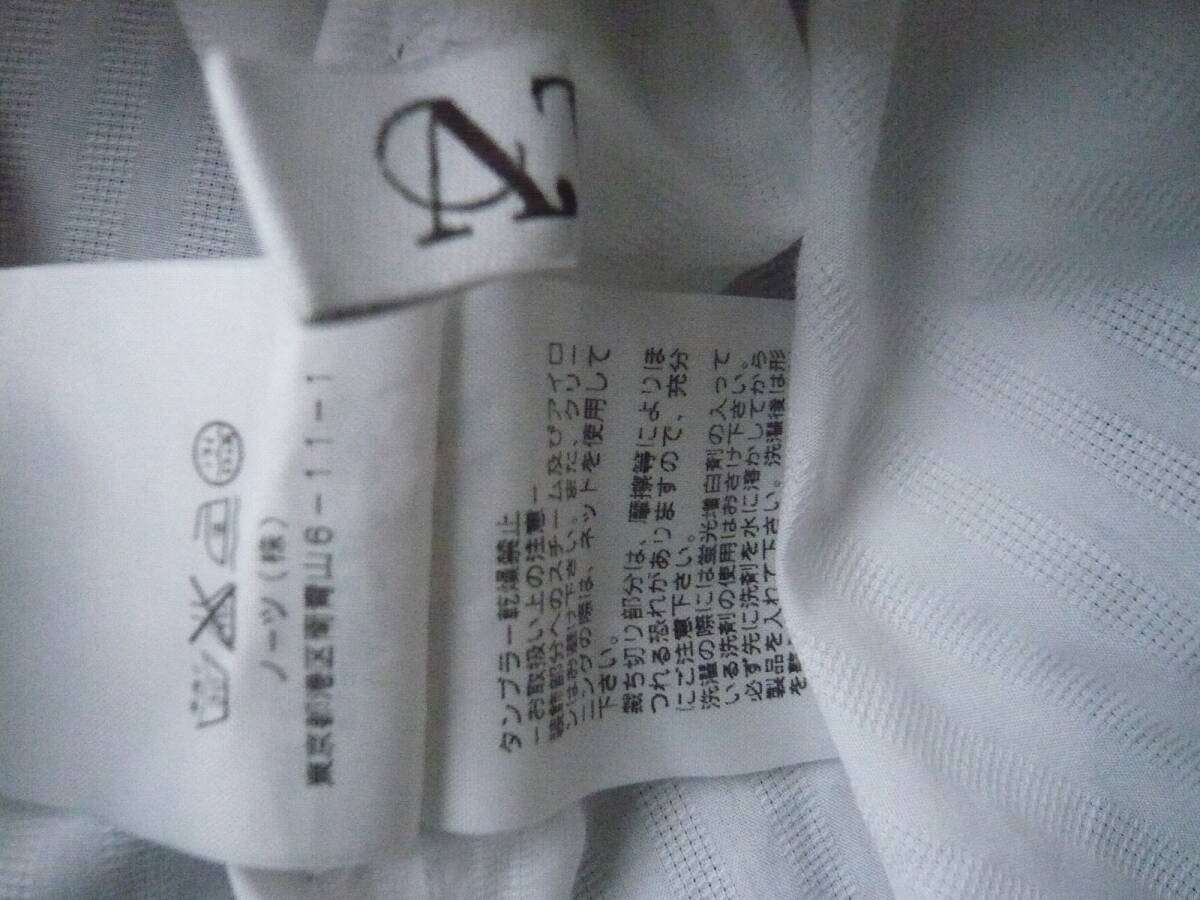 ノーツ(株)
東京都港区南青山6-11-1
タンブラー乾燥禁止
ーお取扱い上の注意ー
装飾部分へのスチーム及びアイロ
ンはお避け下さい。また、クリー
ニングの際は、ネットを使用して
下さい。
裁ち切り部分は、摩擦等によりほ
つれる恐れがありますので、充分
にご注意下さい。
洗濯の際には蛍光増白剤の入って
いる洗剤の使用はおさけ下さい。
必ず先に洗剤を水に溶かしてから
製品を入れて下さい。洗濯後は形
を